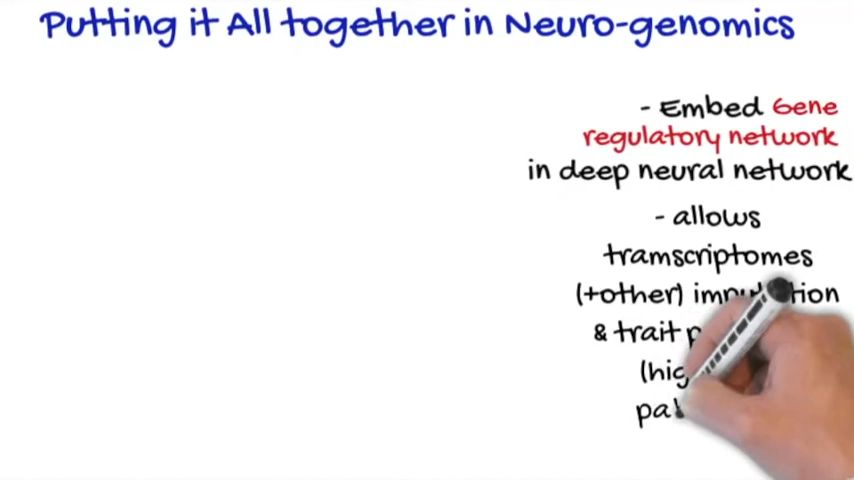 Putting it All together in Neuro-genomics
- Embed Gene
regulatory network
in deep neural network
- allows
tramscriptomes
(+other)
& trait